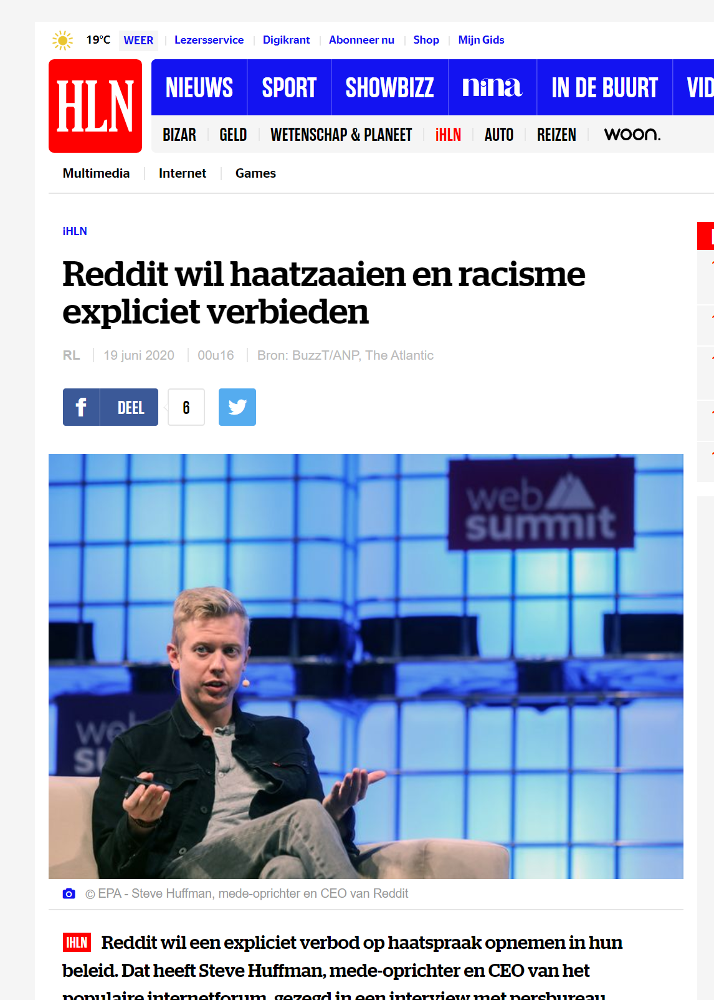 19°C WEER Lezersservice Digikrant Abonneer nu Shop Mijn Gids
HLN
NIEUWS SPORT SHOWBIZZ nina IN DE BUURT
BIZAR GELD WETENSCHAP & PLANEET iHLN AUTO REIZEN woon.
Multimedia Internet Games
iHLN
Reddit wil haatzaaien en racisme
expliciet verbieden
RL 19 juni 2020 00u16 Bron: BuzzT/ANP, The Atlantic
f DEEL 6
web
summit
web
su
© EPA - Steve Huffman, mede-oprichter en CEO van Reddit
IHLN Reddit wil een expliciet verbod op haatspraak opnemen in hun
beleid. Dat heeft Steve Huffman, mede-oprichter en CEO van het
populaire internetforum, gezegd in een interview met persbureau